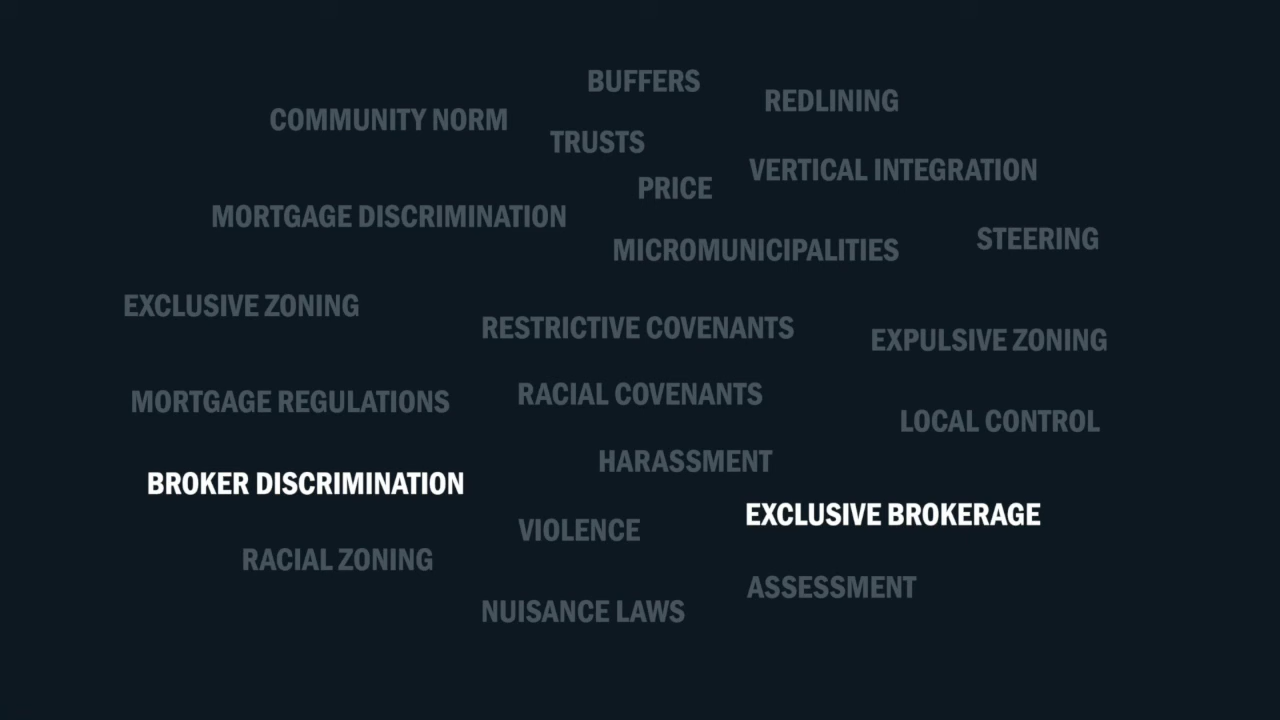 BUFFERS
REDLINING
COMMUNITY NORM
TRUSTS
VERTICAL INTEGRATION
PRICE
MORTGAGE DISCRIMINATION
STEERING
MICROMUNICIPALITIES
EXCLUSIVE ZONING
RESTRICTIVE COVENANTS
EXPULSIVE ZONING
RACIAL COVENANTS
MORTGAGE REGULATIONS
LOCAL CONTROL
HARASSMENT
BROKER DISCRIMINATION
EXCLUSIVE BROKERAGE
VIOLENCE
RACIAL ZONING
ASSESSMENT
NUISANCE LAWS